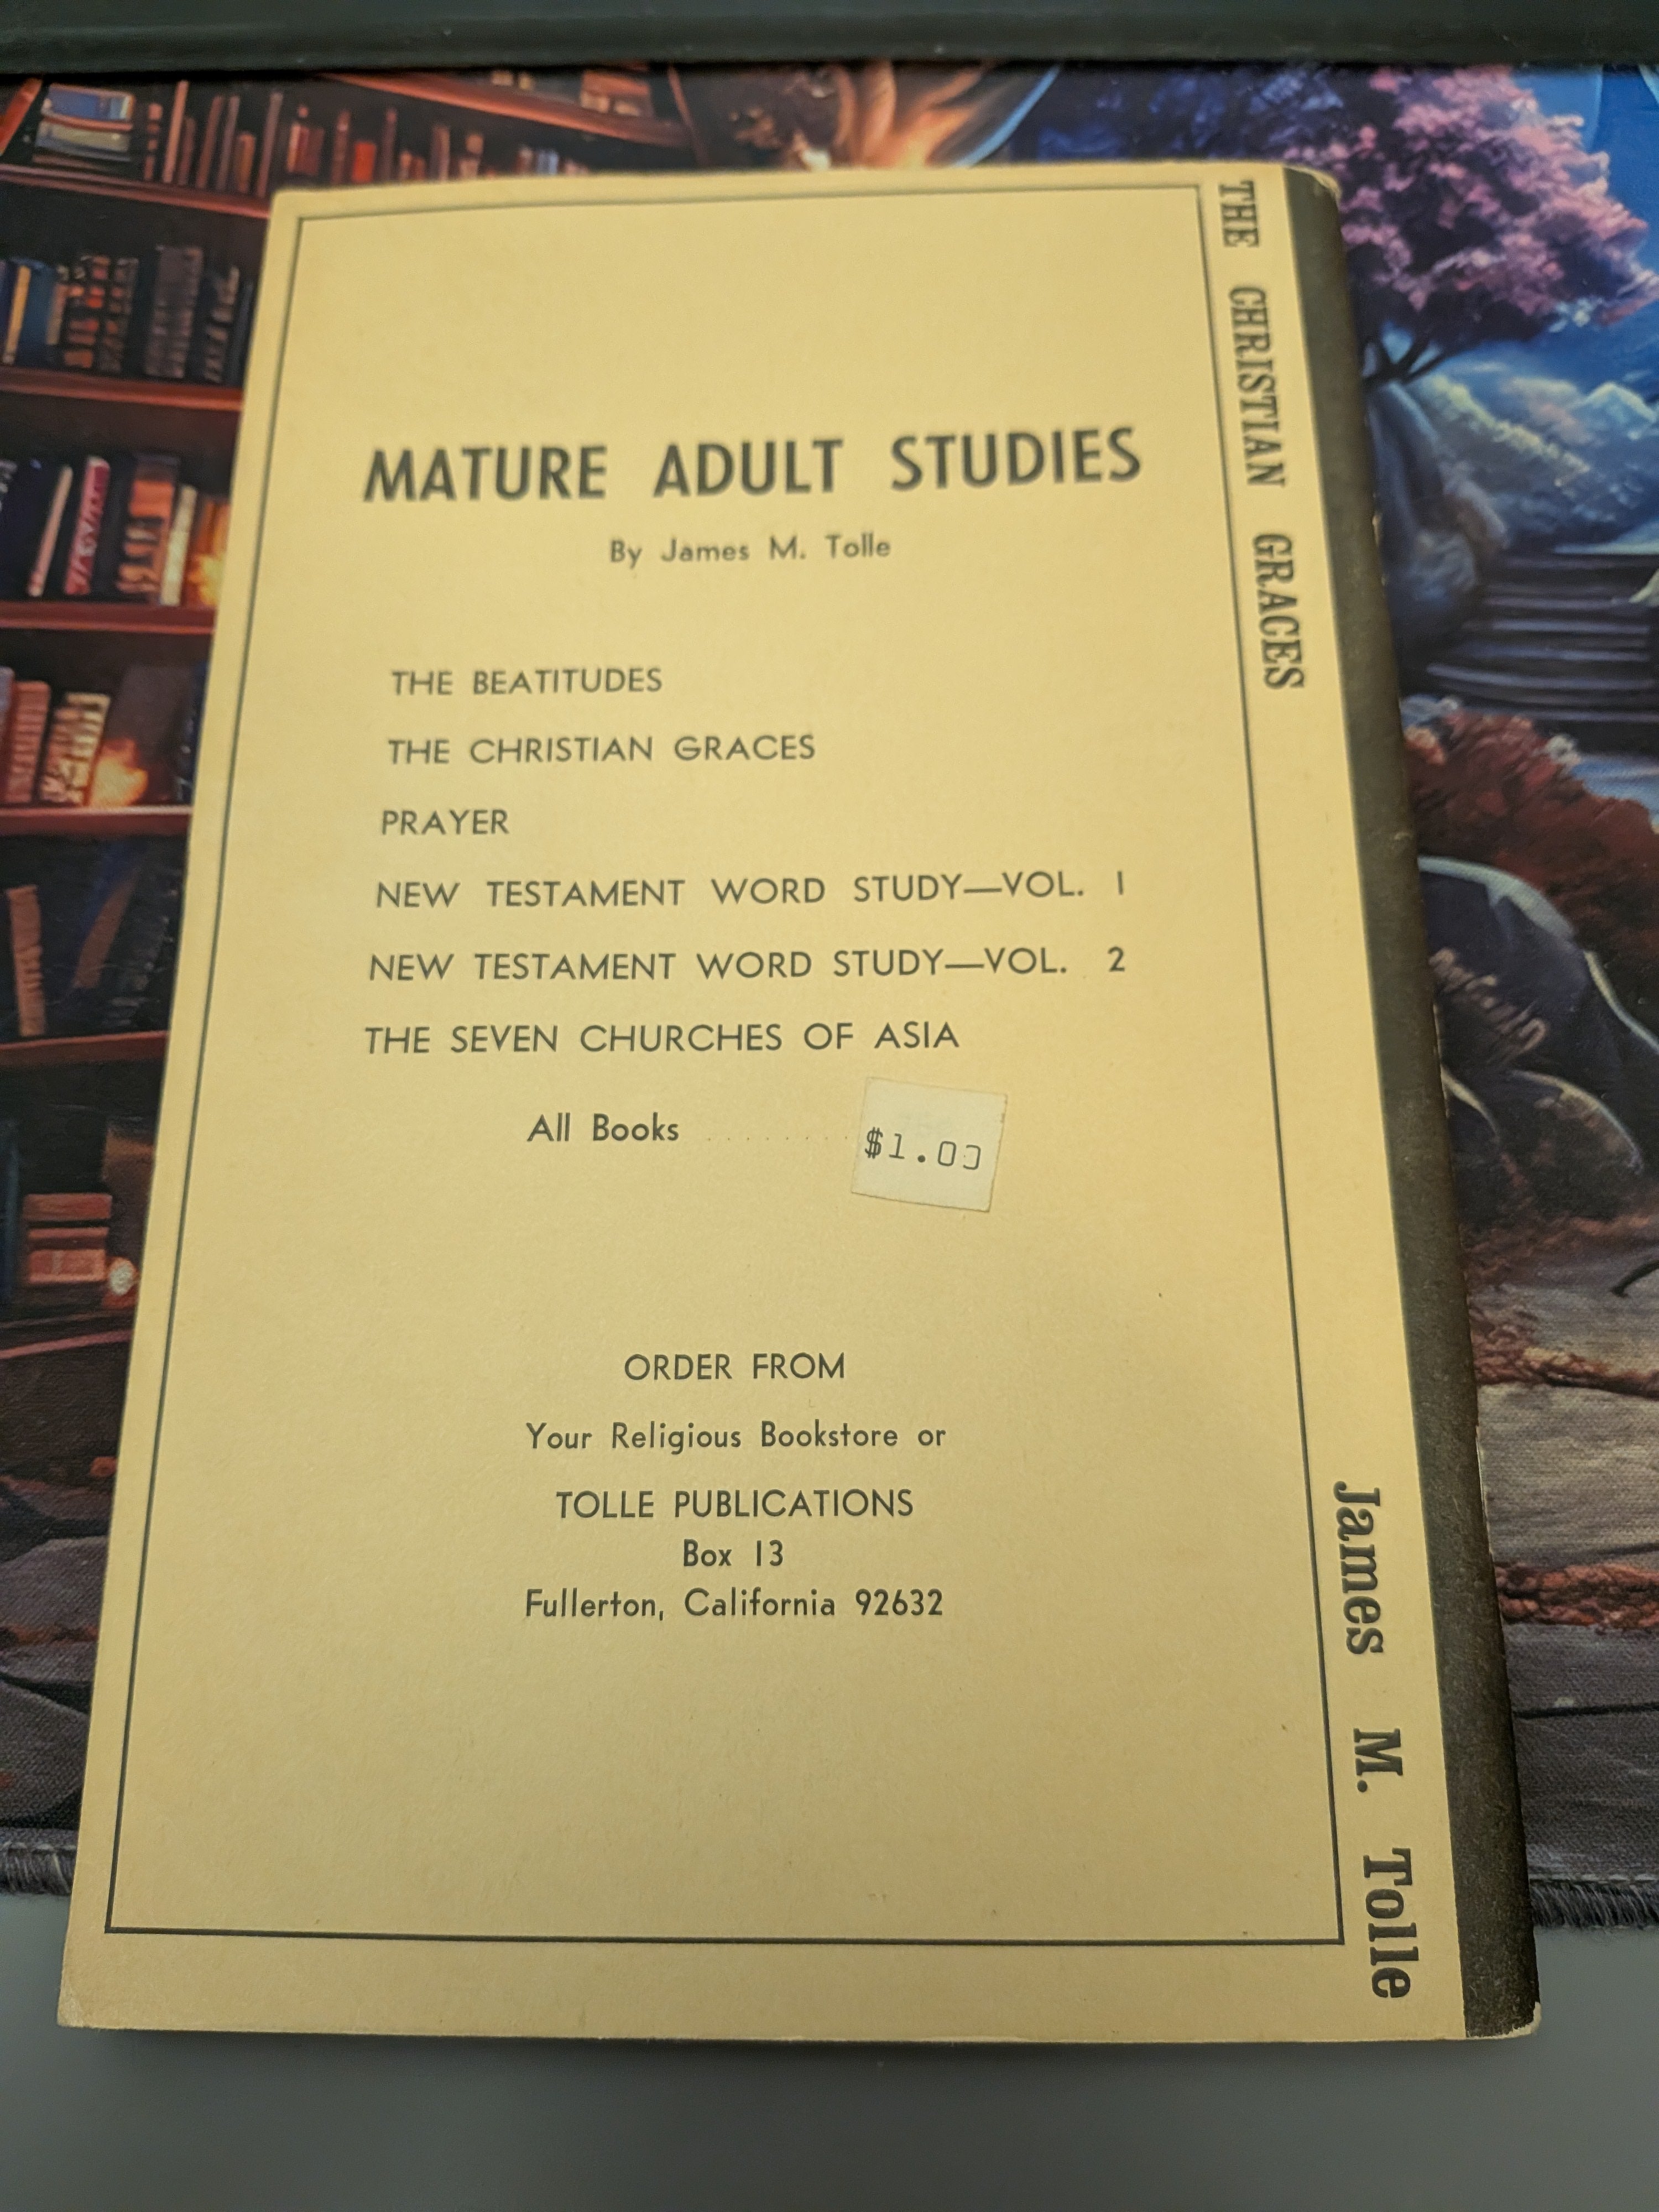 MATURE ADULT STUDIES
By James M. Tolle
THE BEATITUDES
THE CHRISTIAN GRACES
PRAYER
NEW TESTAMENT WORD STUDY—VOL. 1
NEW TESTAMENT WORD STUDY—VOL. 2
THE SEVEN CHURCHES OF ASIA
All Books ........... $1.00
ORDER FROM
Your Religious Bookstore or
TOLLE PUBLICATIONS
Box 13
Fullerton, California 92632
THE CHRISTIAN GRACES
James M. Tolle